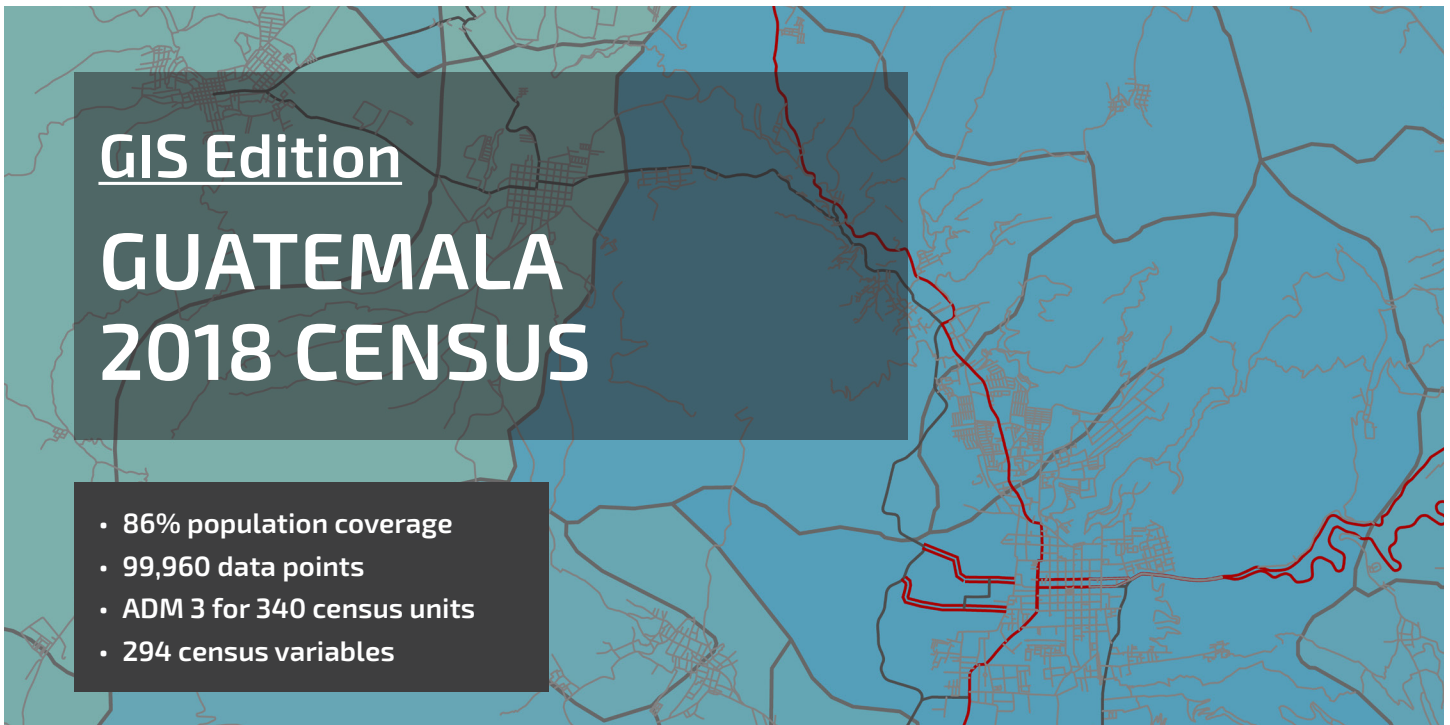 GIS Edition
GUATEMALA
2018 CENSUS
• 86% population coverage
• 99,960 data points
• ADM 3 for 340 census units
• 294 census variables